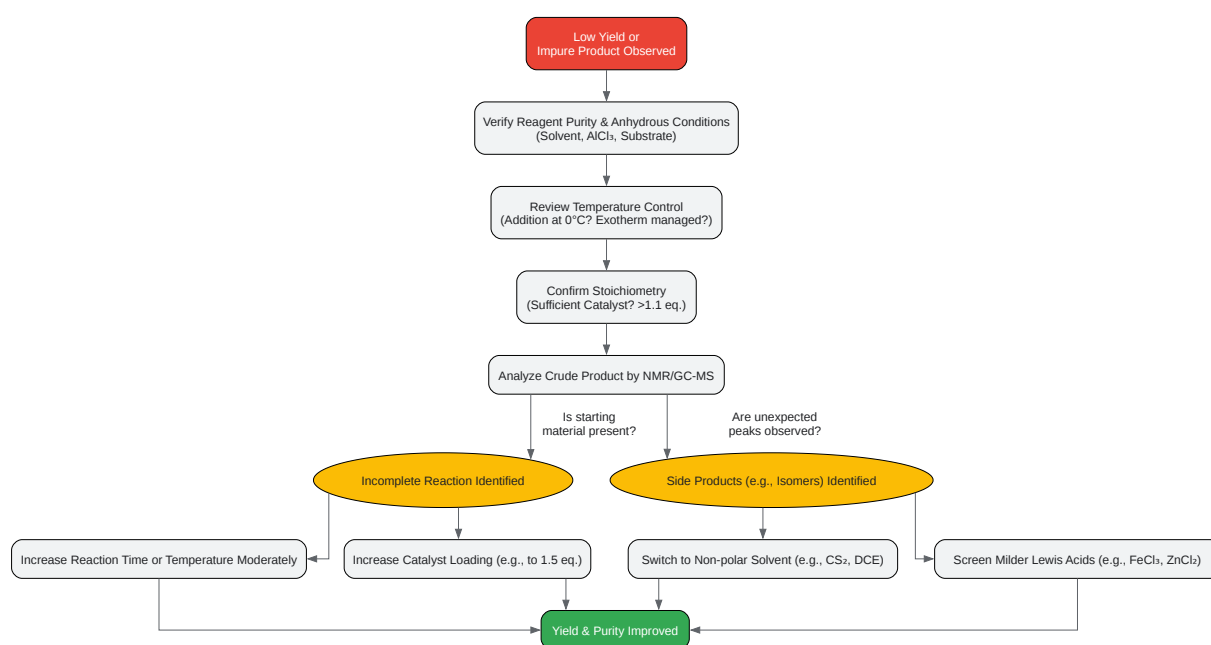 Low Yield or
Impure Product Observed
Verify Reagent Purity & Anhydrous Conditions
(Solvent, AlCl₃, Substrate)
Review Temperature Control
(Addition at 0°C? Exotherm managed?)
Confirm Stoichiometry
(Sufficient Catalyst? >1.1 eq.)
Analyze Crude Product by NMR/GC-MS
Is starting
material present?
Are unexpected
peaks observed?
Incomplete Reaction Identified
Side Products (e.g., Isomers) Identified
Increase Reaction Time or Temperature Moderately
Increase Catalyst Loading (e.g., to 1.5 eq.)
Switch to Non-polar Solvent (e.g., CS₂, DCE)
Screen Milder Lewis Acids (e.g., FeCl₃, ZnCl₂)
Yield & Purity Improved